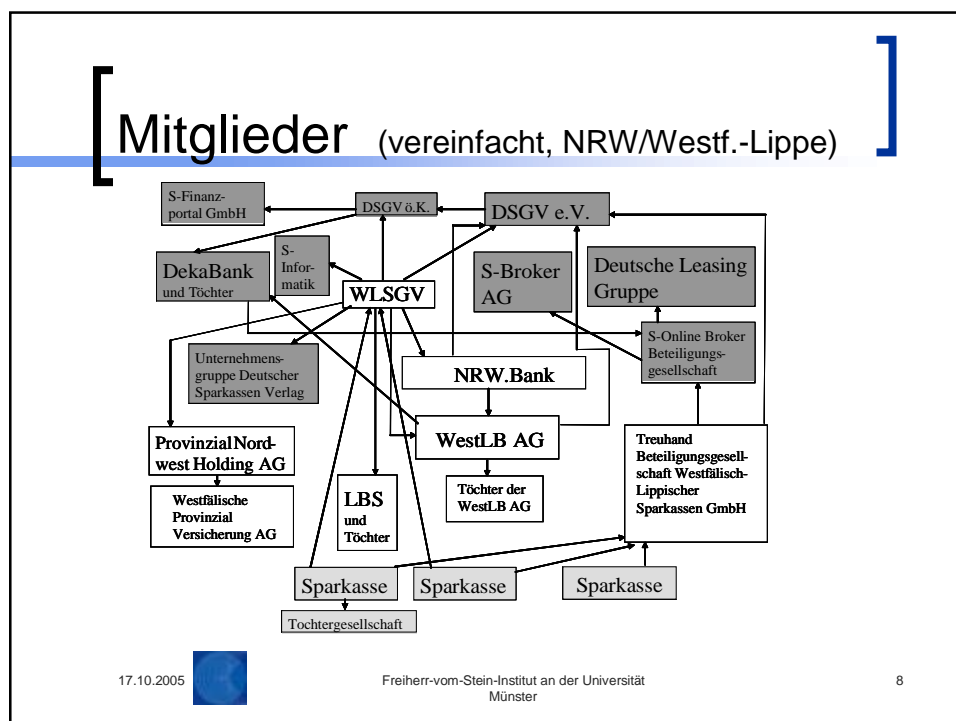 Mitglieder (vereinfacht, NRW/Westf.-Lippe)
S-Finanz-
portal GmbH
DSGV ö.K.
DSGV e.V.
DekaBank
und Töchter
S-
Infor-
matik
WLSGV
S-Broker
AG
Deutsche Leasing
Gruppe
S-Online Broker
Beteiligungs-
gesellschaft
Unternehmens-
gruppe Deutscher
Sparkassen Verlag
NRW.Bank
WestLB AG
Provinzial Nord-
west Holding AG
Westfälische
Provinzial
Versicherung AG
LBS
und
Töchter
Töchter der
WestLB AG
Treuhand
Beteiligungsgesell-
schaft Westfälisch-
Lippischer
Sparkassen GmbH
Sparkasse
Sparkasse
Sparkasse
Tochtergesellschaft
17.10.2005
Freiherr-vom-Stein-Institut an der Universität
Münster
8